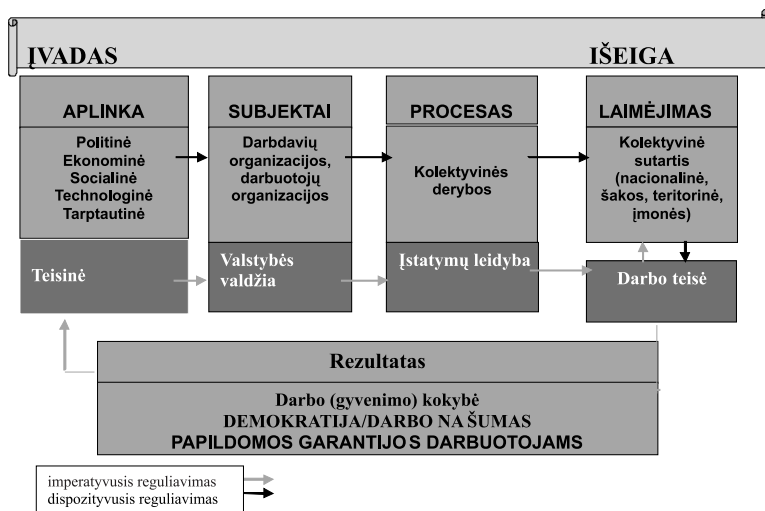 ĮVADAS
IŠEIGA
APLINKA
Politinė
Ekonominė
Socialinė
Technologinė
Tarptautinė
Teisinė
SUBJEKTAI
Darbdavių
organizacijos,
darbuotojų
organizacijos
Valstybės
valdžia
PROCESAS
Kolektyvinės
derybos
Įstatymų leidyba
LAIMĖJIMAS
Kolektyvinė
sutartis
(nacionalinė,
šakos, teritorinė,
įmonės)
Darbo teisė
Rezultatas
Darbo (gyvenimo) kokybė
DEMOKRATIJA/DARBO NAŠUMAS
PAPILDOMOS GARANTIJOS DARBUOTOJAMS
imperatyvusis reguliavimas
dispozityvusis reguliavimas